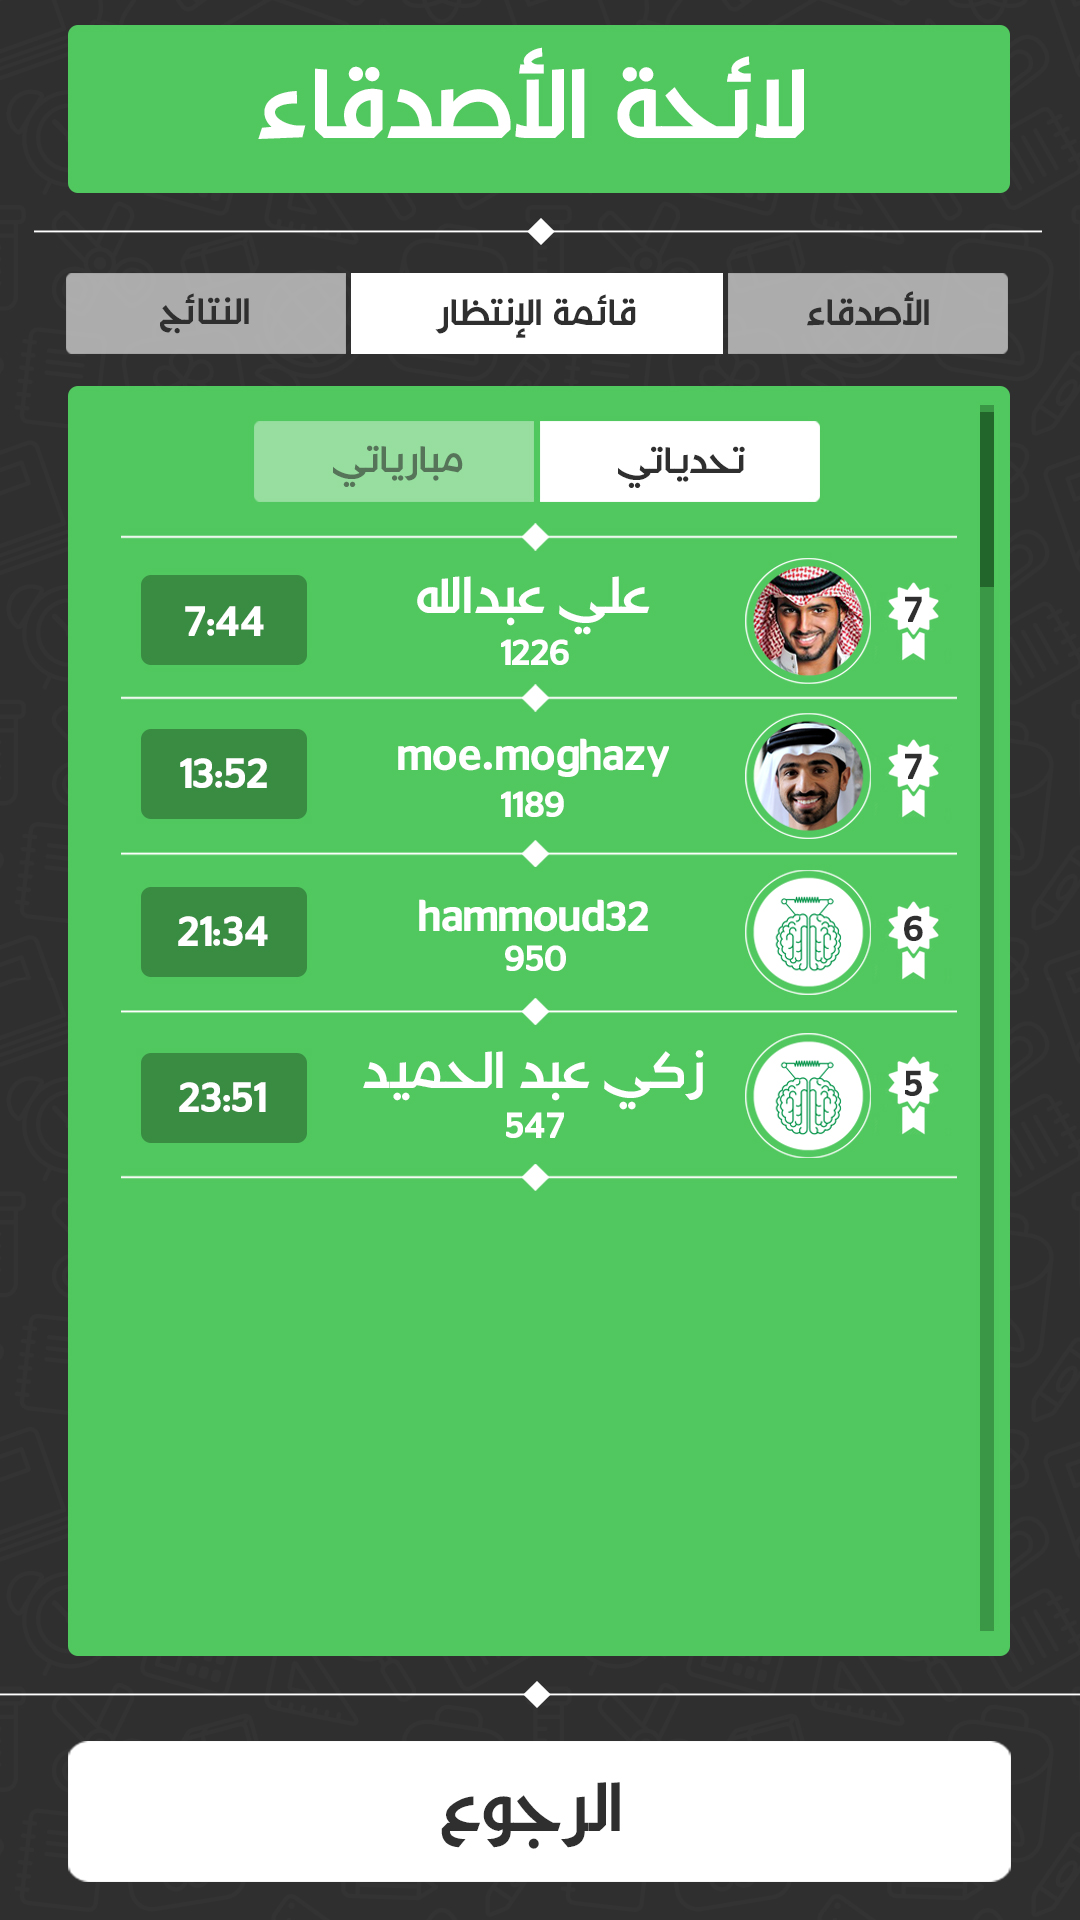 لائحة الأصدقاء
الأصدقاء
قائمة الإنتظار
النتائج
تحدياتي
مبارياتي
7
علي عبدالله
1226
7:44
7
moe.moghazy
1189
13:52
6
hammoud32
950
21:34
5
زكي عبد الحميد
547
23:51
الرجوع